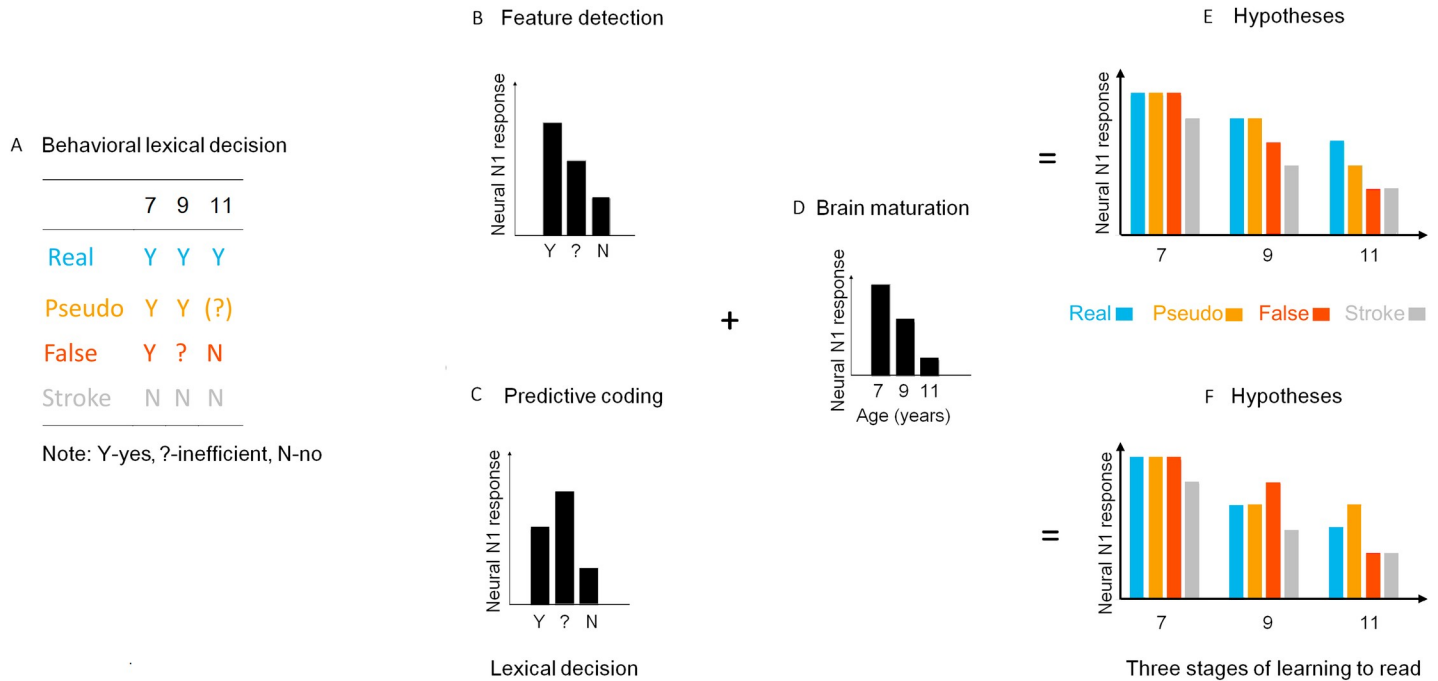 A Behavioral lexical decision
7 9 11
Real Y Y Y
Pseudo Y Y (?)
False Y ? N
Stroke N N N
Note: Y-yes, ?-inefficient, N-no
B Feature detection
Neural N1 response
Y ? N
C Predictive coding
Neural N1 response
Y ? N
Lexical decision
+
D Brain maturation
Neural N1 response
7 9 11
Age (years)
=
E Hypotheses
Neural N1 response
7 9 11
Real Pseudo False Stroke
=
F Hypotheses
Neural N1 response
7 9 11
Three stages of learning to read